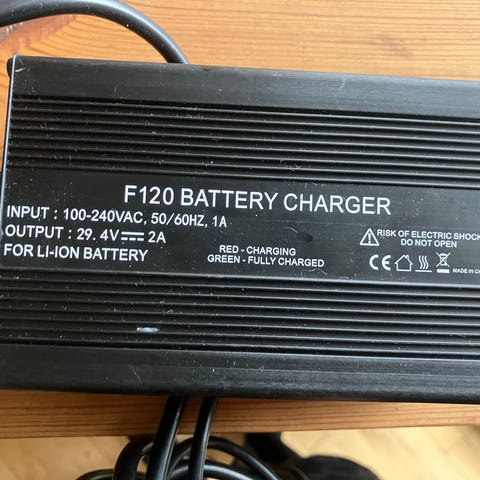 F120 BATTERY CHARGER
INPUT : 100-240VAC, 50/60HZ, 1A
OUTPUT : 29. 4V⎓2A
FOR LI-ION BATTERY
RED - CHARGING
GREEN - FULLY CHARGED
RISK OF ELECTRIC SHOCK
DO NOT OPEN
CE
MADE IN